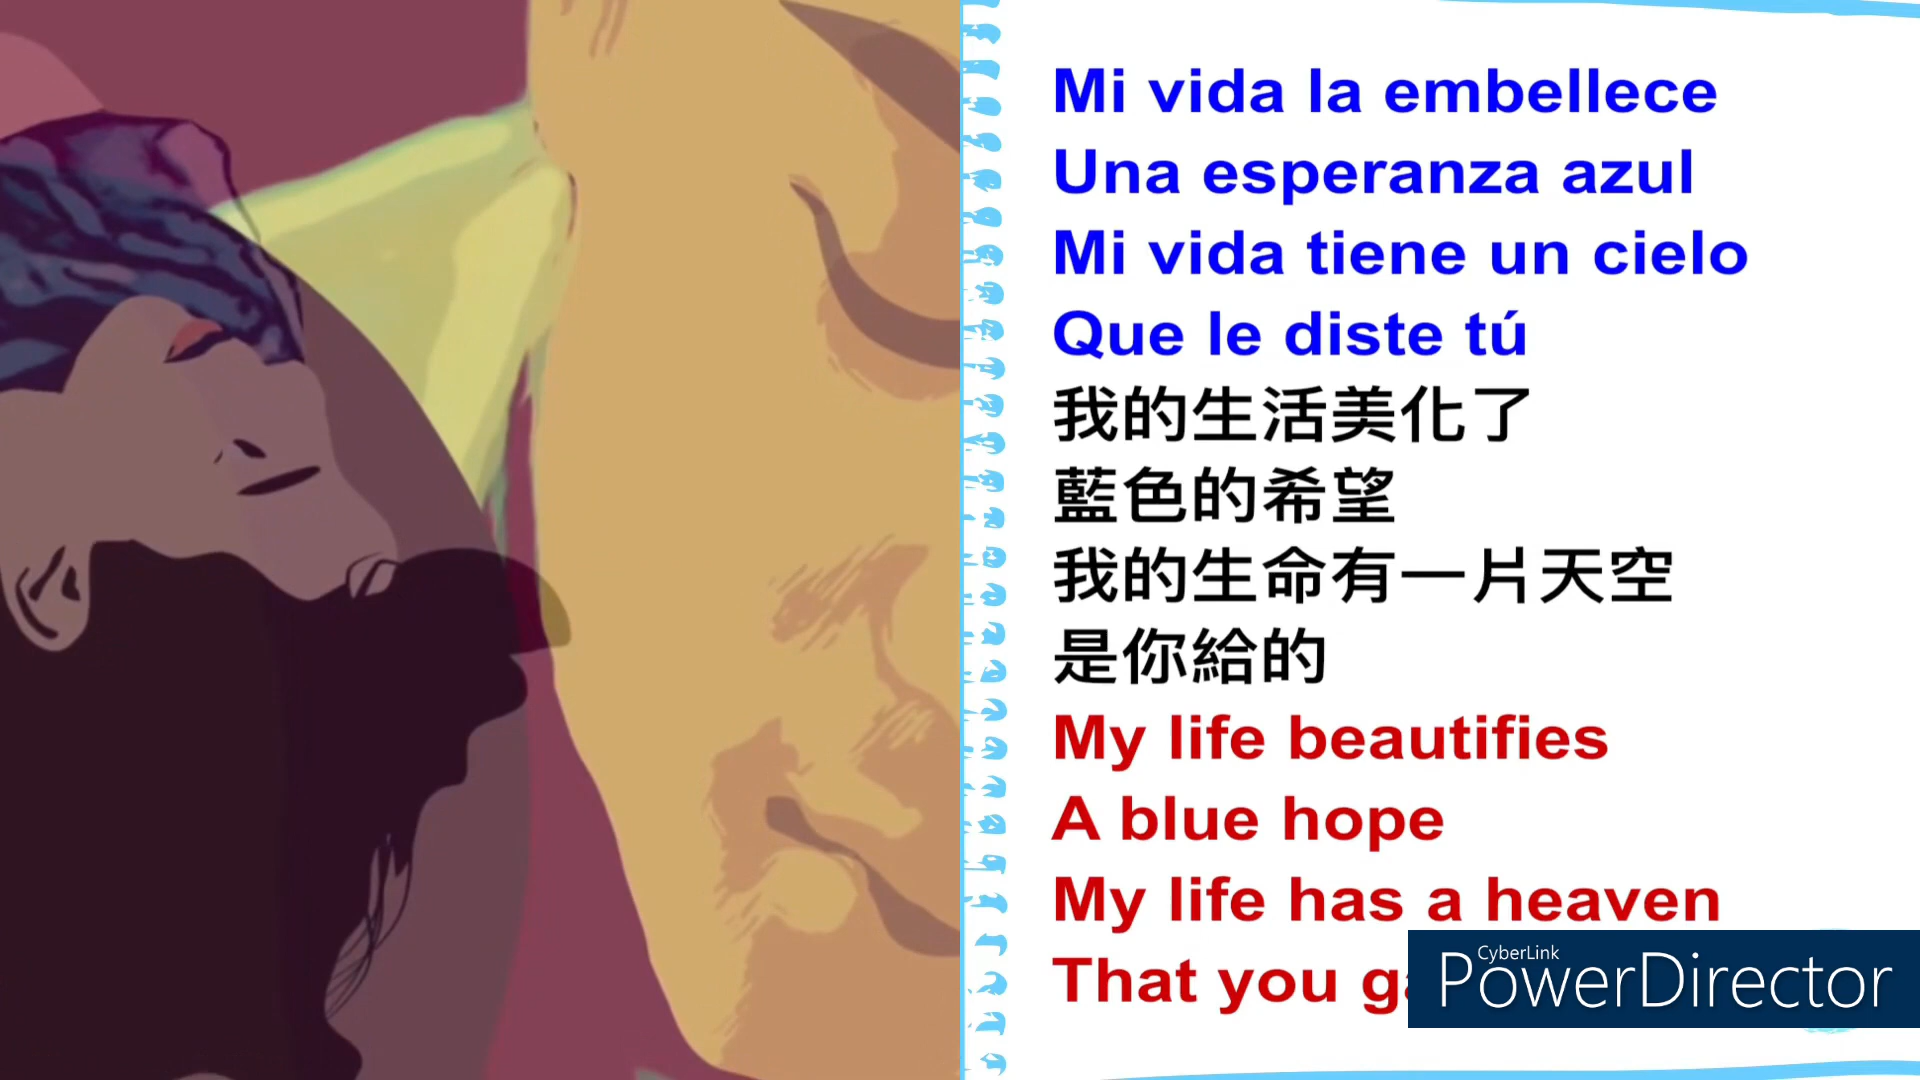 Mi vida la embellece
Una esperanza azul
Mi vida tiene un cielo
Que le diste tú
我的生活美化了
藍色的希望
我的生命有一片天空
是你給的
My life beautifies
A blue hope
My life has a heaven
That you
CyberLink
PowerDirector